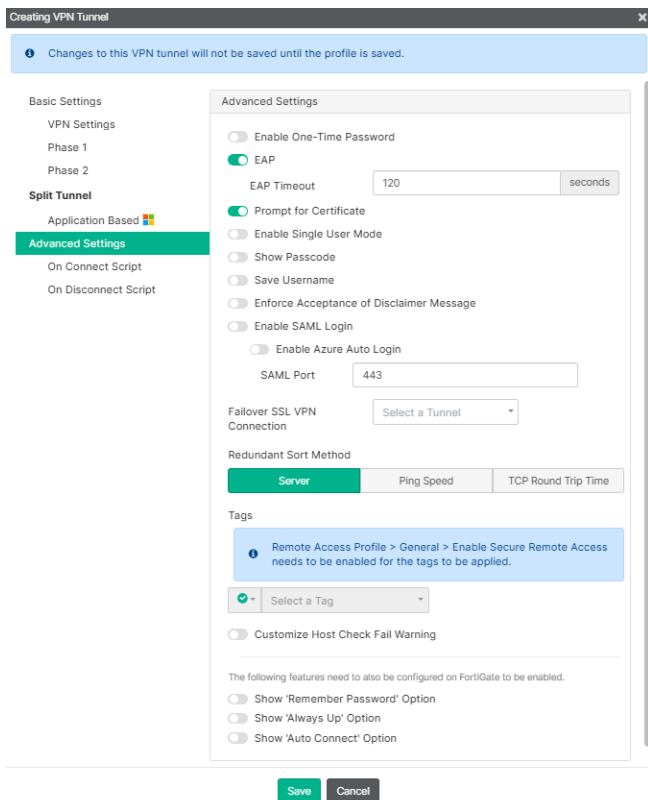 Creating VPN Tunnel
Changes to this VPN tunnel will not be saved until the profile is saved.
Basic Settings
VPN Settings
Phase 1
Phase 2
Split Tunnel
Application Based
Advanced Settings
On Connect Script
On Disconnect Script
Advanced Settings
Enable One-Time Password
EAP
EAP Timeout
120
seconds
Prompt for Certificate
Enable Single User Mode
Show Passcode
Save Username
Enforce Acceptance of Disclaimer Message
Enable SAML Login
Enable Azure Auto Login
SAML Port
443
Failover SSL VPN
Connection
Select a Tunnel
Redundant Sort Method
Server
Ping Speed
TCP Round Trip Time
Tags
Remote Access Profile > General > Enable Secure Remote Access
needs to be enabled for the tags to be applied.
Select a Tag
Customize Host Check Fail Warning
The following features need to also be configured on FortiGate to be enabled.
Show 'Remember Password' Option
Show 'Always Up' Option
Show 'Auto Connect' Option
Save
Cancel